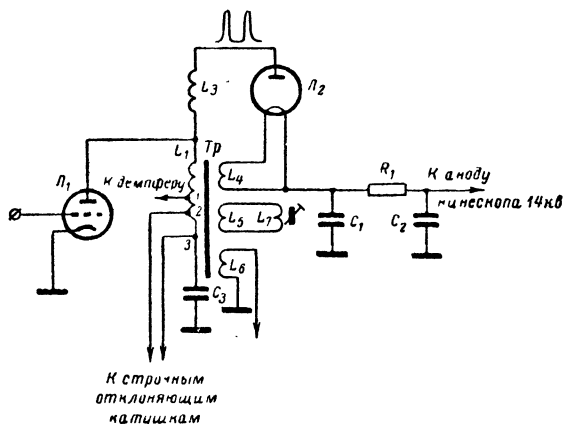 L3
Л2
L1
Тр
Л1
К демпферу
1
2
3
L4
L5
L7
L6
R1
К аноду
кинескопа 14кв
C1
C2
C3
К строчным
отклоняющим
катушкам